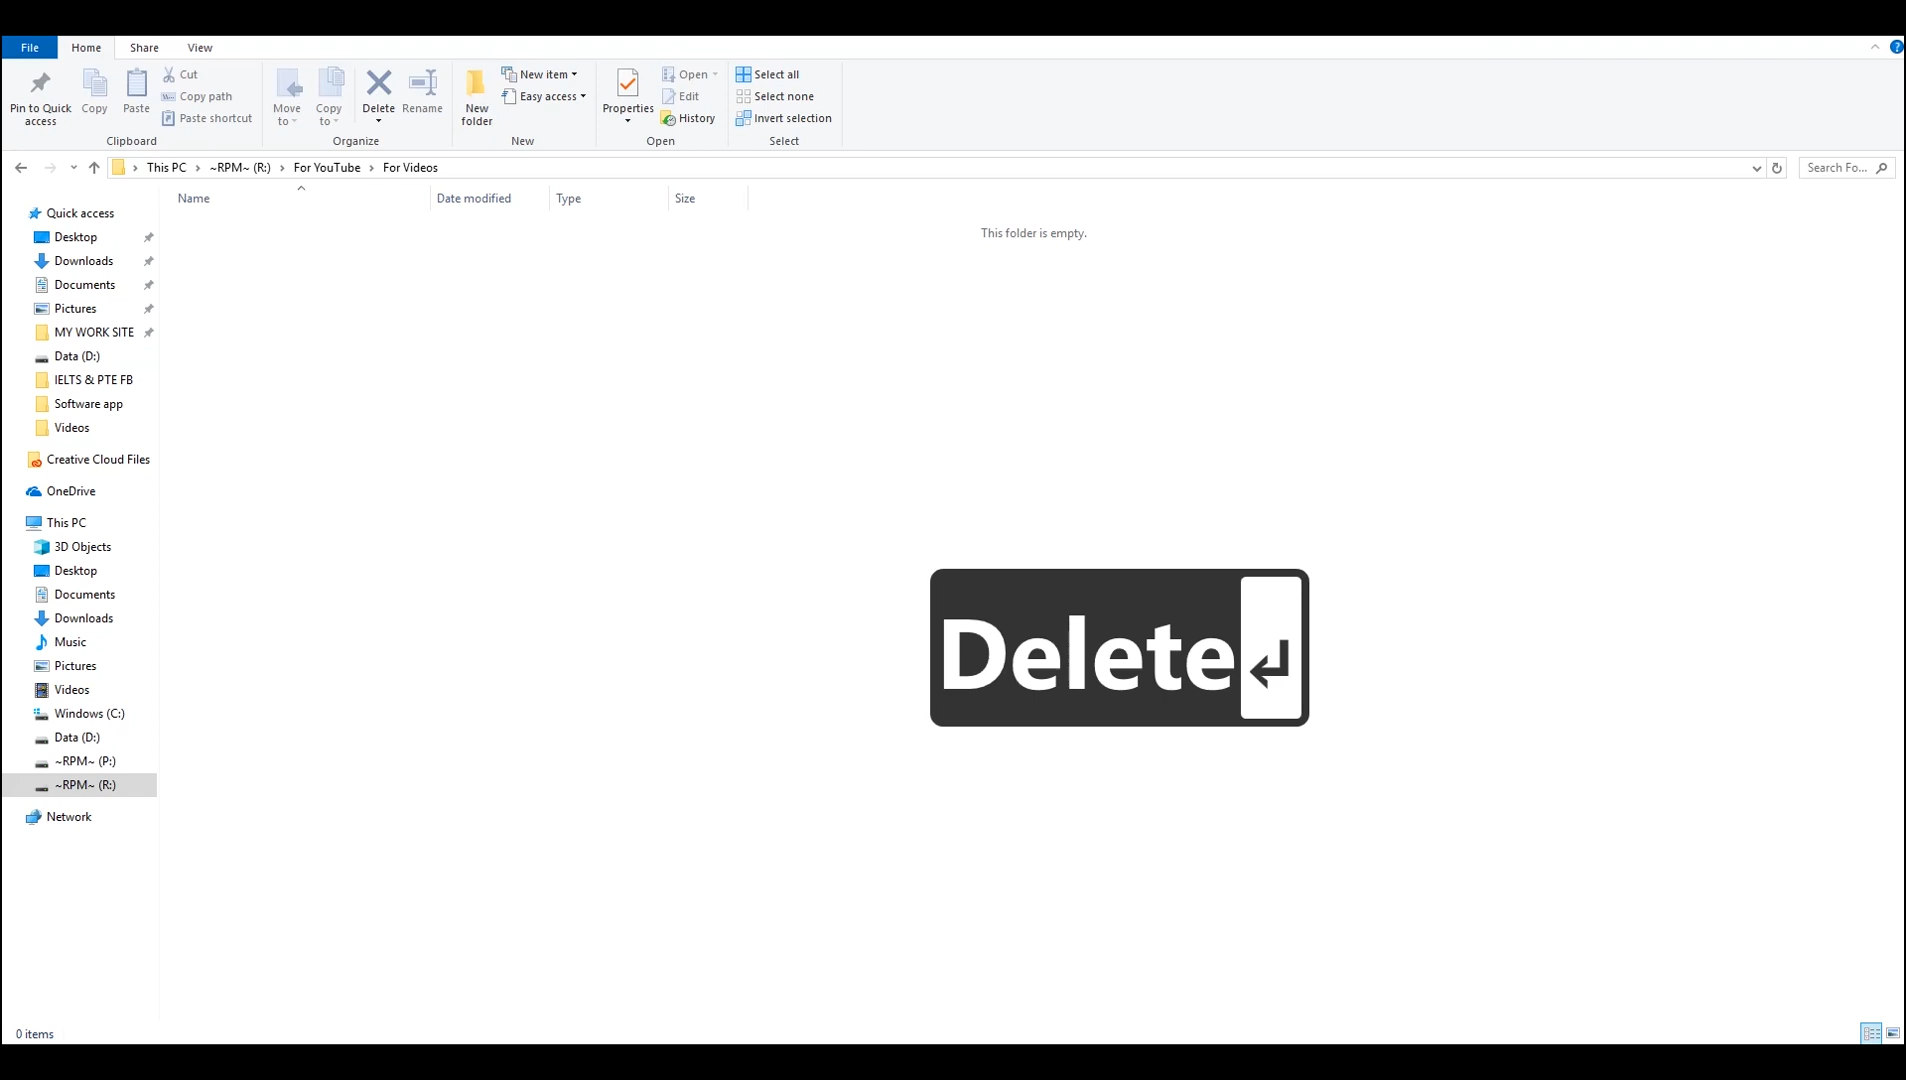 File Home Share View
Pin to Quick access
Copy
Paste
Cut
Copy path
Paste shortcut
Clipboard
Move to
Copy to
Delete
Rename
Organize
New folder
New item
Easy access
New
Properties
Open
Edit
History
Open
Select all
Select none
Invert selection
Select
This PC > ~RPM~ (R:) > For YouTube > For Videos
Search Fo...
Name Date modified Type Size
This folder is empty.
Quick access
Desktop
Downloads
Documents
Pictures
MY WORK SITE
Data (D:)
IELTS & PTE FB
Software app
Videos
Creative Cloud Files
OneDrive
This PC
3D Objects
Desktop
Documents
Downloads
Music
Pictures
Videos
Windows (C:)
Data (D:)
~RPM~ (P:)
~RPM~ (R:)
Network
Delete↵
0 items